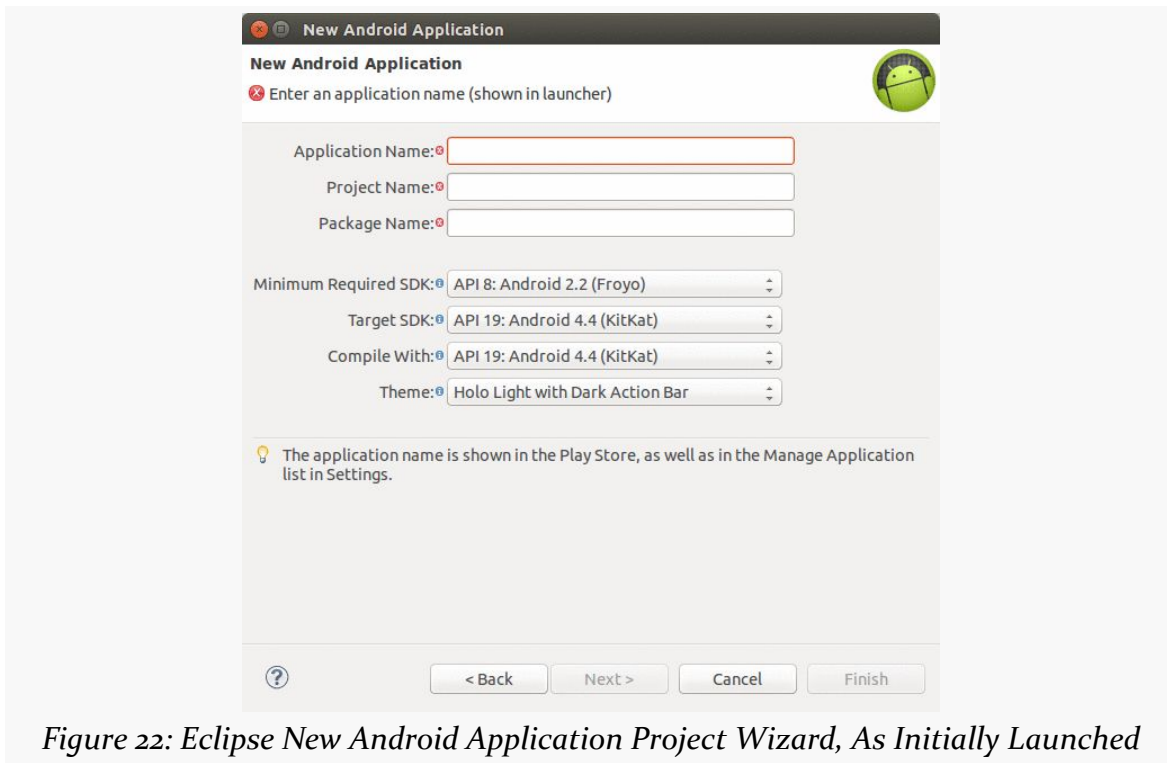 New Android Application
New Android Application
Enter an application name (shown in launcher)
Application Name:
Project Name:
Package Name:
Minimum Required SDK: API 8: Android 2.2 (Froyo)
Target SDK: API 19: Android 4.4 (KitKat)
Compile With: API 19: Android 4.4 (KitKat)
Theme: Holo Light with Dark Action Bar
The application name is shown in the Play Store, as well as in the Manage Application
list in Settings.
? < Back Next > Cancel Finish
Figure 22: Eclipse New Android Application Project Wizard, As Initially Launched